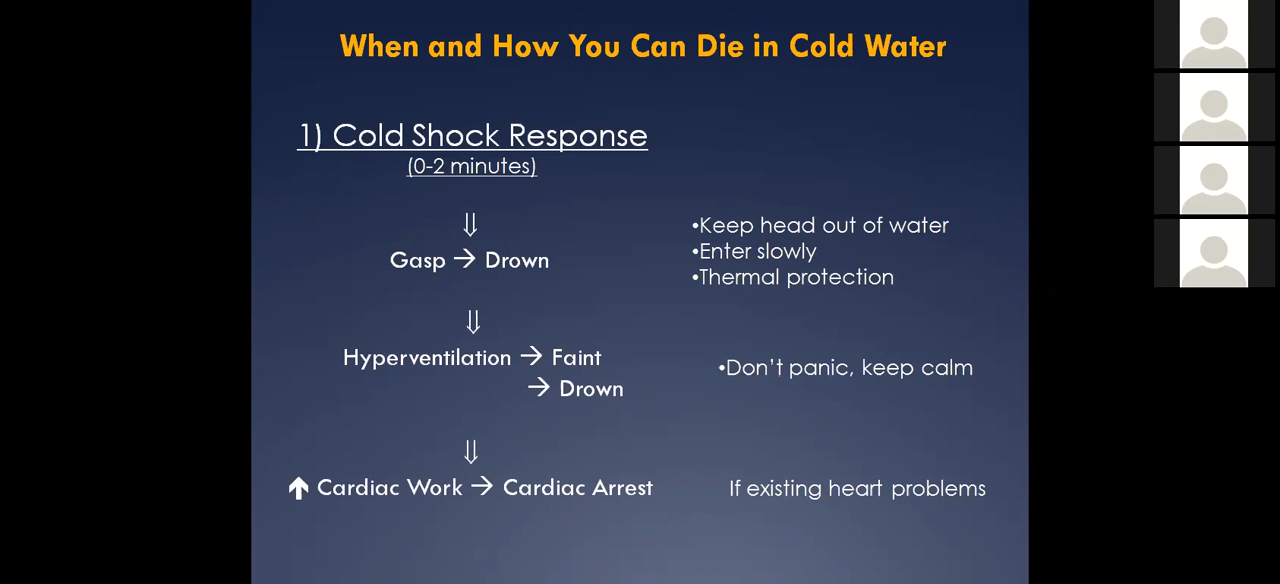 When and How You Can Die in Cold Water
1) Cold Shock Response
(0-2 minutes)
⇓
Gasp → Drown
•Keep head out of water
•Enter slowly
•Thermal protection
⇓
Hyperventilation → Faint
→ Drown
•Don't panic, keep calm
⇓
↑ Cardiac Work → Cardiac Arrest
If existing heart problems